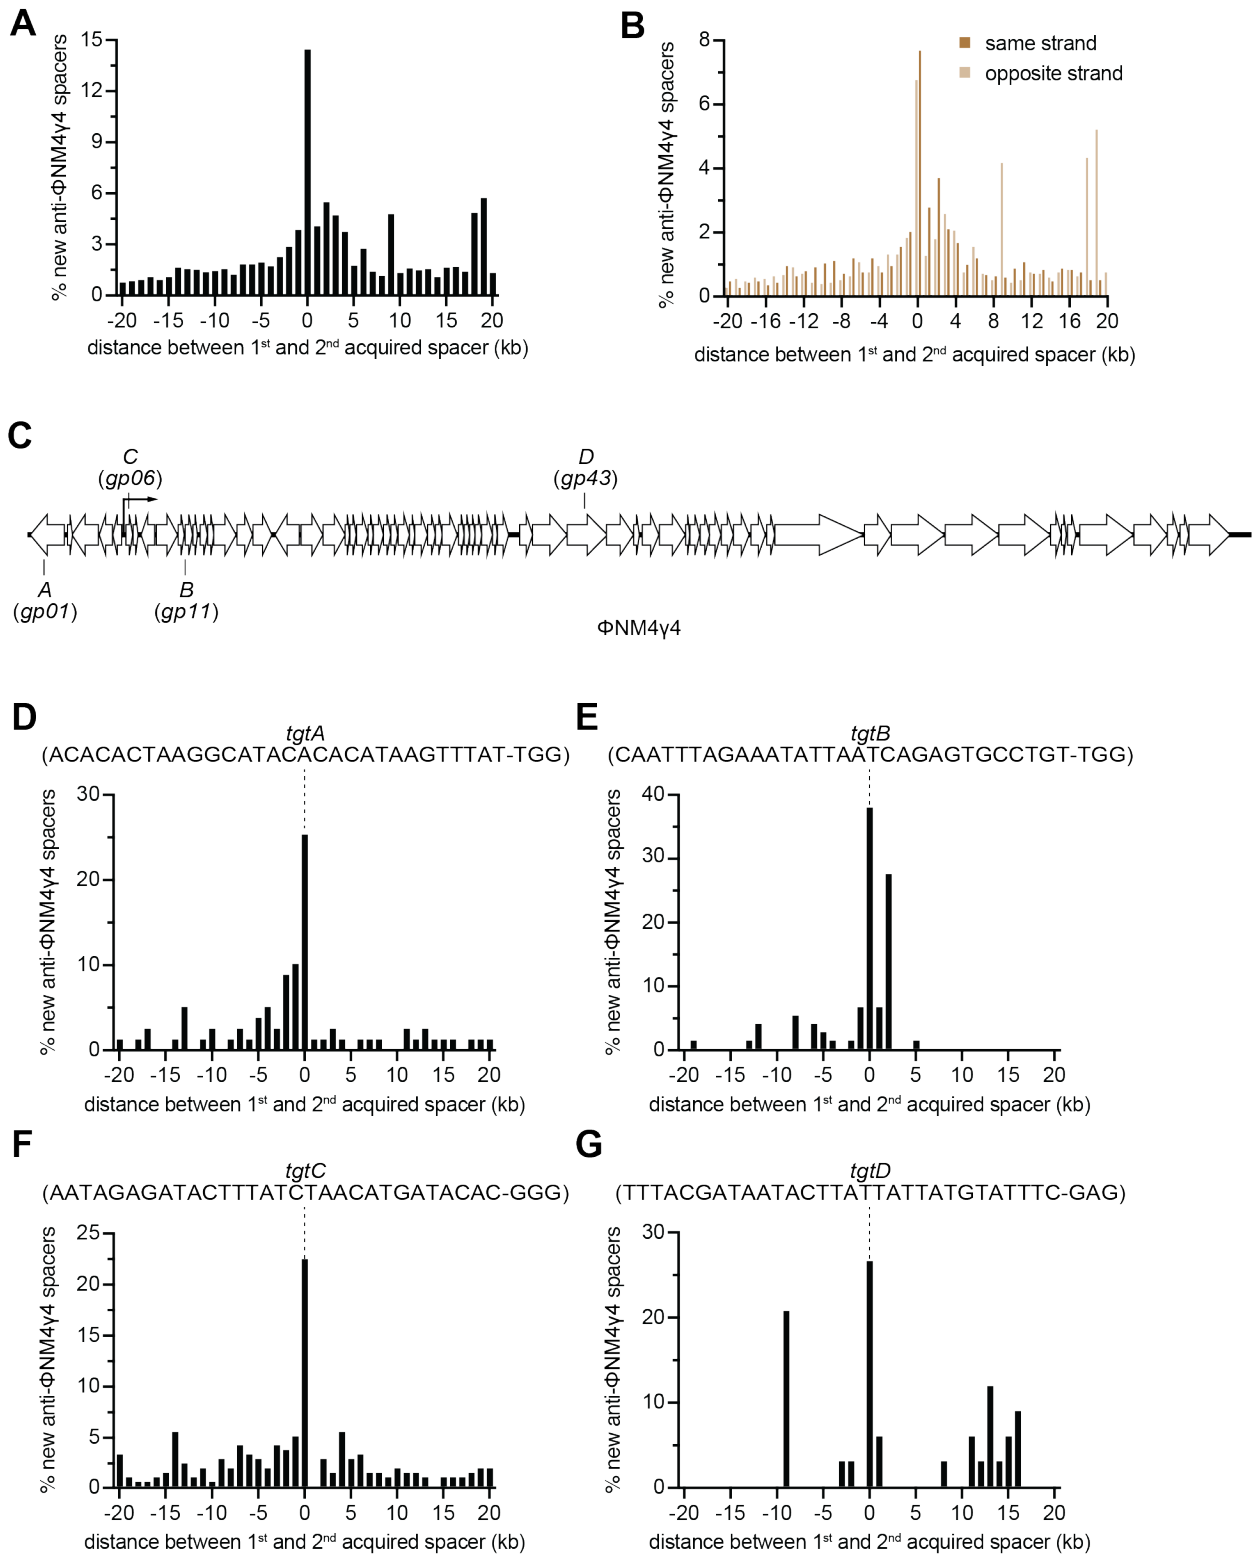 A
% new anti-ΦNM4γ4 spacers
15
12
9
6
3
0
-20 -15 -10 -5 0 5 10 15 20
distance between 1st and 2nd acquired spacer (kb)
B
same strand
opposite strand
% new anti-ΦNM4γ4 spacers
8
6
4
2
0
-20 -16 -12 -8 -4 0 4 8 12 16 20
distance between 1st and 2nd acquired spacer (kb)
C
C
(gp06)
D
(gp43)
A
(gp01)
B
(gp11)
ΦNM4γ4
D
tgtA
(ACACACTAAGGCATACACACATAAGTTTAT-TGG)
% new anti-ΦNM4γ4 spacers
30
20
10
0
-20 -15 -10 -5 0 5 10 15 20
distance between 1st and 2nd acquired spacer (kb)
E
tgtB
(CAATTTAGAAATATTAATCAGAGTGCCTGT-TGG)
% new anti-ΦNM4γ4 spacers
40
30
20
10
0
-20 -15 -10 -5 0 5 10 15 20
distance between 1st and 2nd acquired spacer (kb)
F
tgtC
(AATAGAGATACTTTATCTAACATGATACAC-GGG)
% new anti-ΦNM4γ4 spacers
25
20
15
10
5
0
-20 -15 -10 -5 0 5 10 15 20
distance between 1st and 2nd acquired spacer (kb)
G
tgtD
(TTTACGATAATACTTATTATTATGTATTTC-GAG)
% new anti-ΦNM4γ4 spacers
30
20
10
0
-20 -15 -10 -5 0 5 10 15 20
distance between 1st and 2nd acquired spacer (kb)